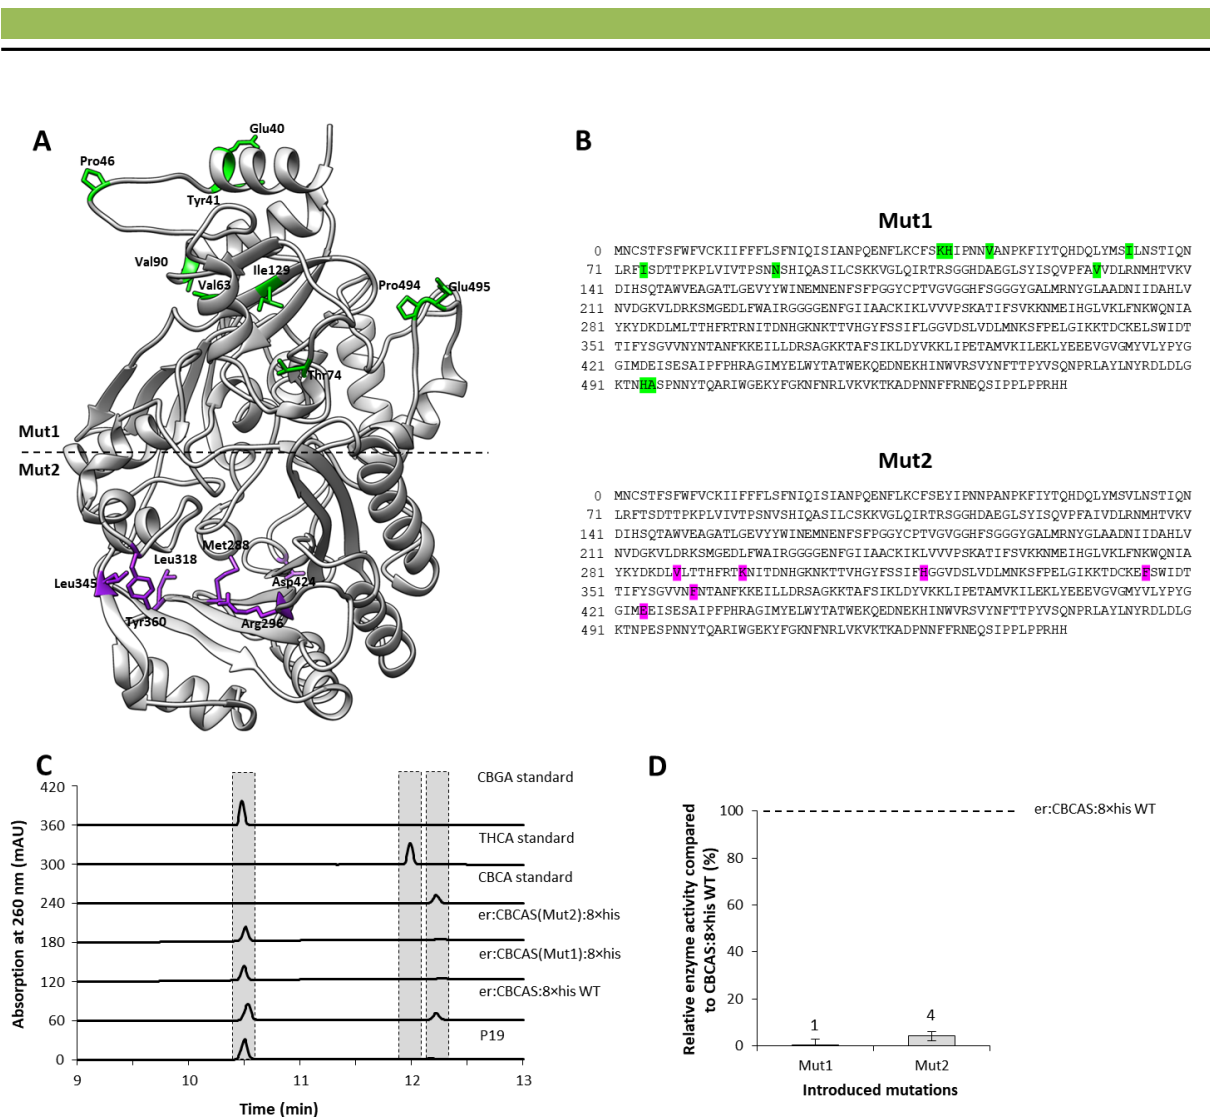 A
Glu40
Pro46
Tyr41
Val90
Ile129
Val63
Pro494
Glu495
Thr74
Mut1
Mut2
Leu318
Met288
Leu345
Asp424
Tyr360
Arg296
B
Mut1
0 MNCSTFSFWFVCKIIFFFLSFNIQISIANPQENFLKCFSKHIPNNVANPKFIYTQHDQLYMSILNSTIQN
71 LRFISDTTPKPLVIVTPSNNSHIQASILCSKKVGLQIRTRSGGHDAEGLSYISQVPFAVVDLRNMHTVKV
141 DIHSQTAWVEAGATLGEVYYWINEMNENFSFPGGYCPTVGVGGHFSGGGYGALMRNYGLAADNIIDAHLV
211 NVDGKVLDRKSMGEDLFWAIRGGGGENFGIIAACKIKLVVVPSKATIFSVKKNMEIHGLVKLFNKWQNIA
281 YKYDKDLMLTTHFRTRNITDNHGKNKTTVHGYFSSIFLGGVDSLVDLMNKSFPELGIKKTDCKELSWIDT
351 TIFYSGVVNYNTANFKKEILLDRSAGKKTAFSIKLDYVKKLIPETAMVKILEKLYEEEVGVGMYVLYPYG
421 GIMDEISESAIPFPHRAGIMYELWYTATWEKQEDNEKHINWVRSVYNFTTPYVSQNPRLAYLNYRDLDLG
491 KTNHASPNNYTQARIWGEKYFGKNFNRLVKVKTKADPNNFFRNEQSIPPLPPRHH
Mut2
0 MNCSTFSFWFVCKIIFFFLSFNIQISIANPQENFLKCFSEYIPNNPANPKFIYTQHDQLYMSVLNSTIQN
71 LRFTSDTTPKPLVIVTPSNVSHIQASILCSKKVGLQIRTRSGGHDAEGLSYISQVPFAIVDLRNMHTVKV
141 DIHSQTAWVEAGATLGEVYYWINEMNENFSFPGGYCPTVGVGGHFSGGGYGALMRNYGLAADNIIDAHLV
211 NVDGKVLDRKSMGEDLFWAIRGGGGENFGIIAACKIKLVVVPSKATIFSVKKNMEIHGLVKLFNKWQNIA
281 YKYDKDLVLTTHFRTKNITDNHGKNKTTVHGYFSSIFHGGVDSLVDLMNKSFPELGIKKTDCKEFSWIDT
351 TIFYSGVVNFNTANFKKEILLDRSAGKKTAFSIKLDYVKKLIPETAMVKILEKLYEEEVGVGMYVLYPYG
421 GIMEEISESAIPFPHRAGIMYELWYTATWEKQEDNEKHINWVRSVYNFTTPYVSQNPRLAYLNYRDLDLG
491 KTNPESPNNYTQARIWGEKYFGKNFNRLVKVKTKADPNNFFRNEQSIPPLPPRHH
C
Absorption at 260 nm (mAU)
420
360
300
240
180
120
60
0
CBGA standard
THCA standard
CBCA standard
er:CBCAS(Mut2):8×his
er:CBCAS(Mut1):8×his
er:CBCAS:8×his WT
P19
9 10 11 12 13
Time (min)
D
Relative enzyme activity compared
to CBCAS:8×his WT (%)
100
80
60
40
20
0
er:CBCAS:8×his WT
1
4
Mut1 Mut2
Introduced mutations